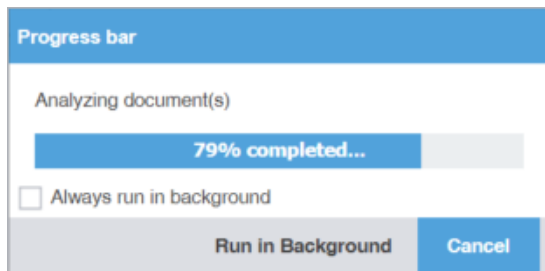 Progress bar
Analyzing document(s)
79% completed...
Always run in background
Run in Background Cancel